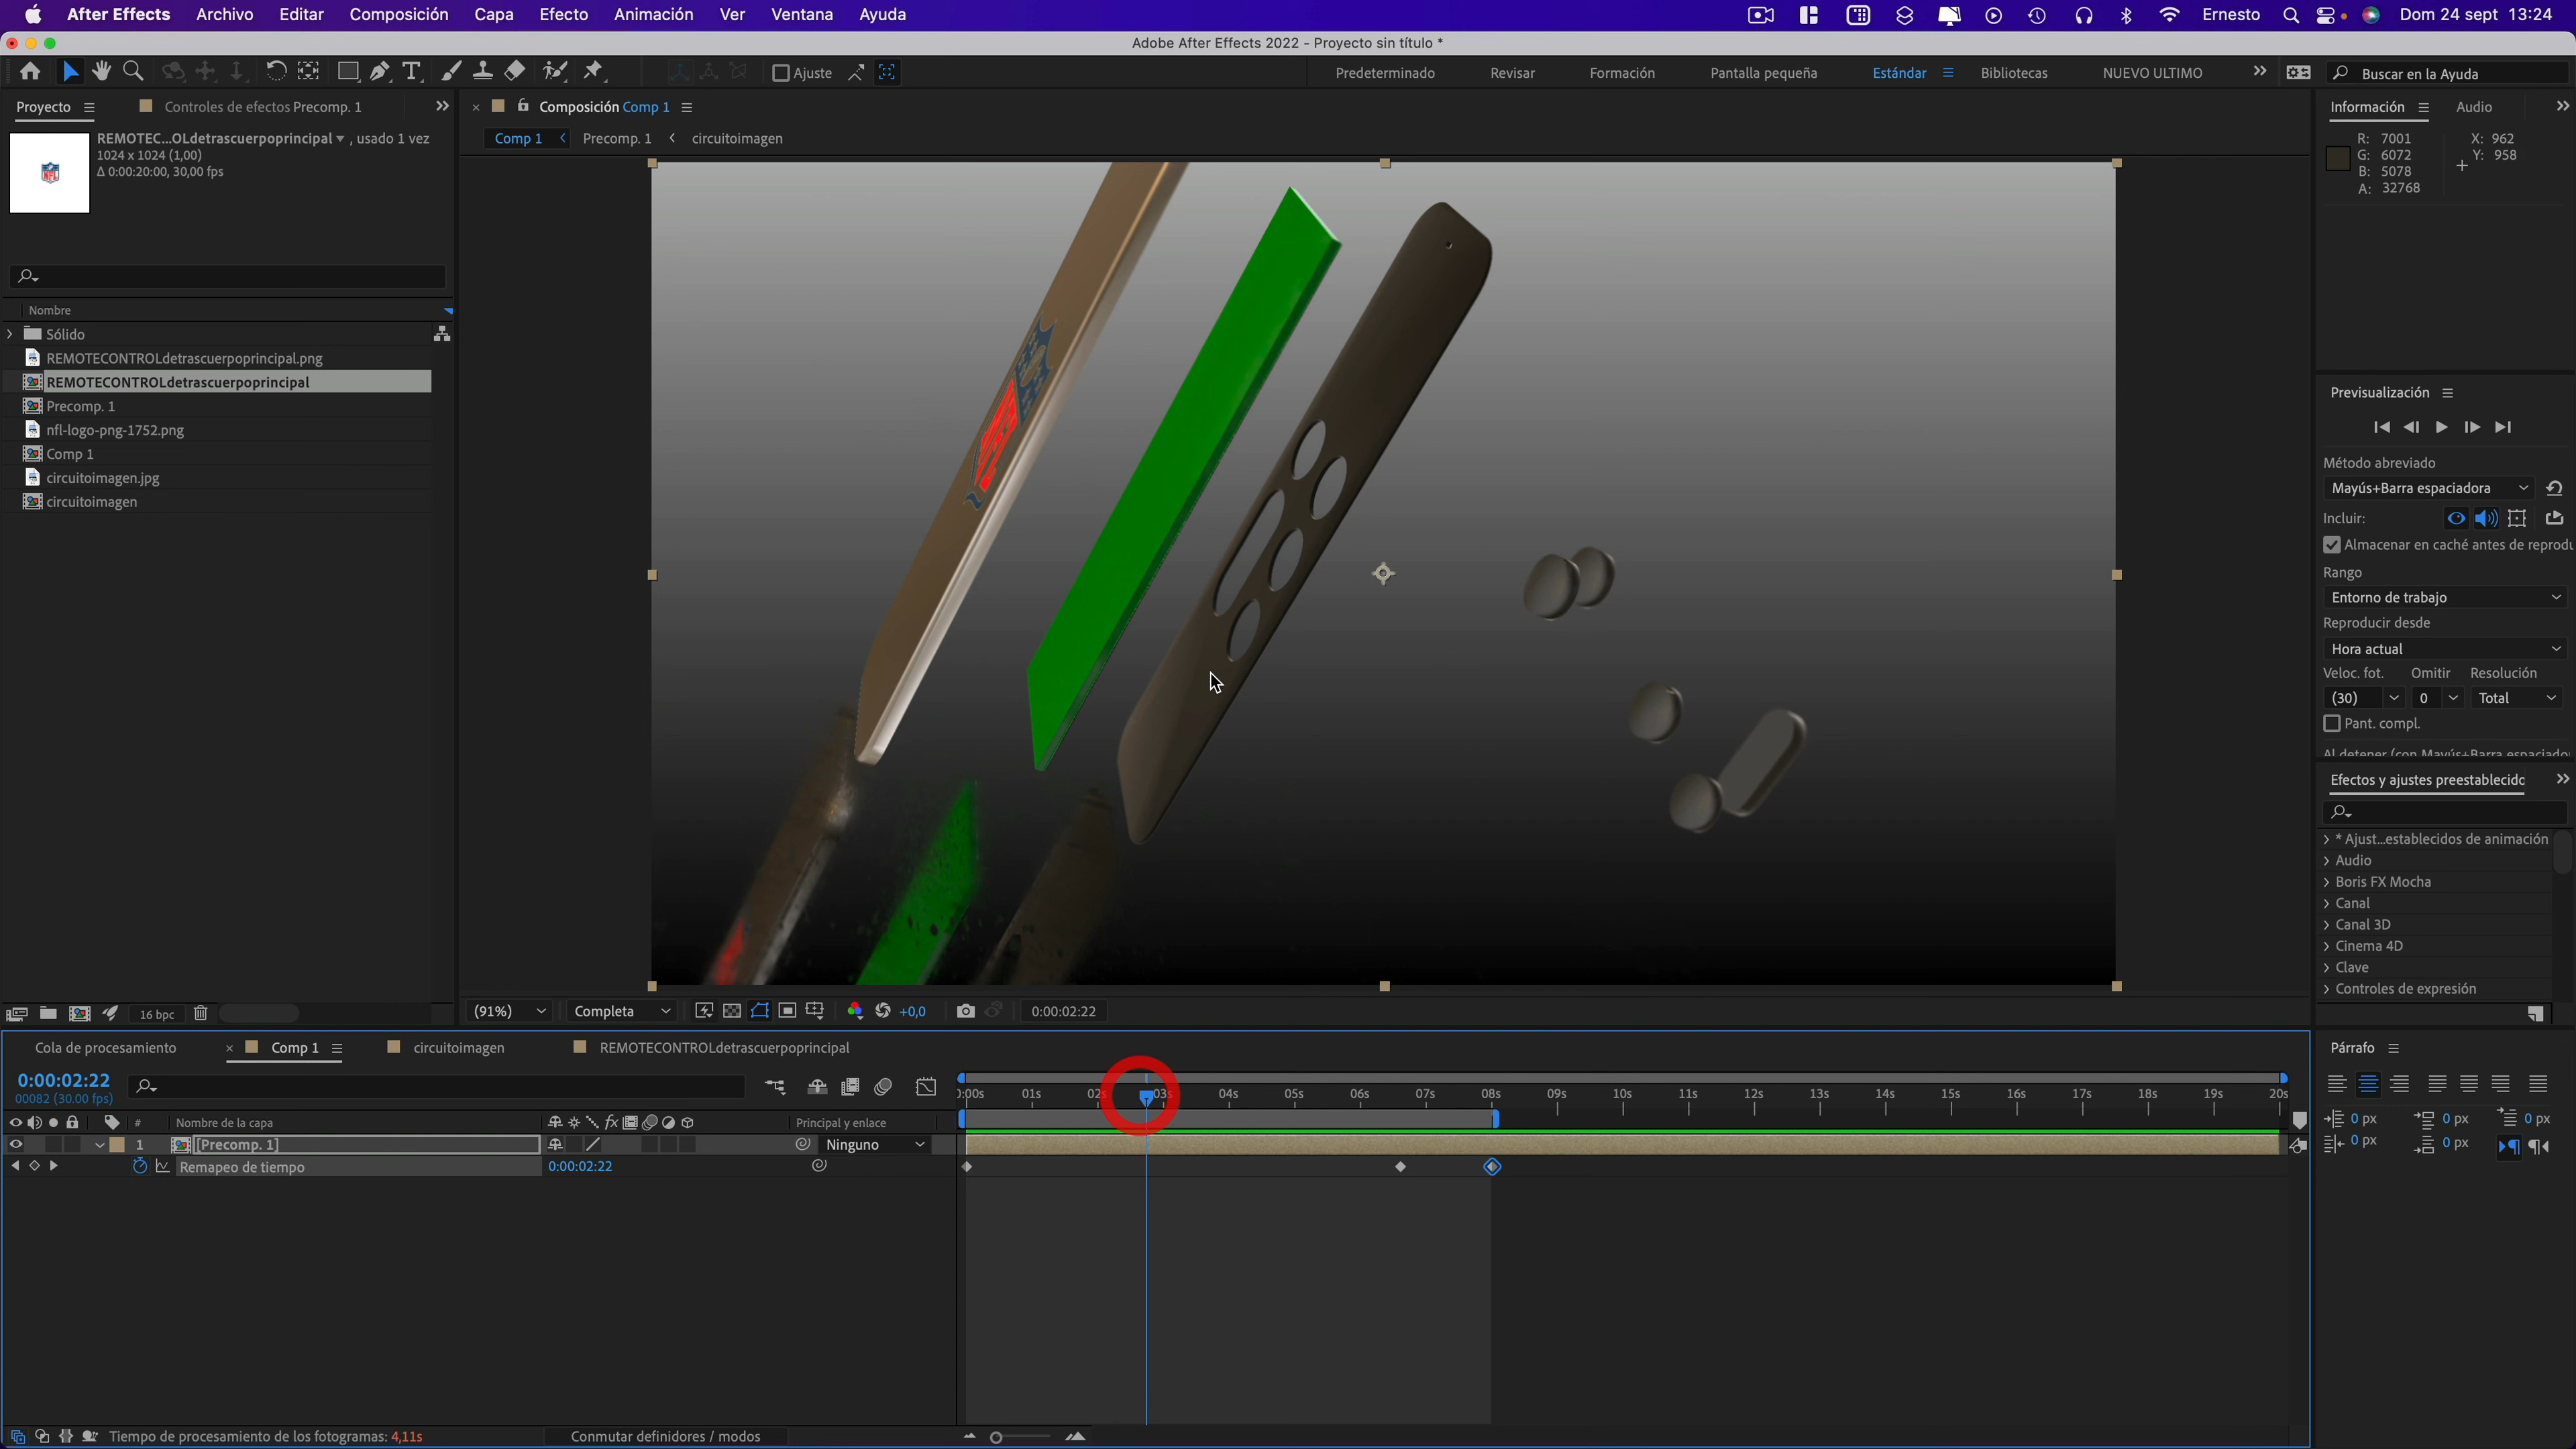 After Effects Archivo Editar Composición Capa Efecto Animación Ver Ventana Ayuda Ernesto Dom 24 sept 13:24
Adobe After Effects 2022 - Proyecto sin título *
Ajuste Predeterminado Revisar Formación Pantalla pequeña Estándar Bibliotecas NUEVO ULTIMO Buscar en la Ayuda
Proyecto Controles de efectos Precomp. 1 Composición Comp 1 Información Audio
REMOTEC...OLdetrascuerpoprincipal , usado 1 vez
1024 x 1024 (1,00)
Δ 0:00:20:00, 30,00 fps
NFL
Comp 1 Precomp. 1 circuitoimagen
R: 7001
G: 6072
B: 5078
A: 32768
X: 962
Y: 958
Nombre
Sólido
REMOTECONTROLdetrascuerpoprincipal.png
REMOTECONTROLdetrascuerpoprincipal
Precomp. 1
nfl-logo-png-1752.png
Comp 1
circuitoimagen.jpg
circuitoimagen
16 bpc
Previsualización
Método abreviado
Mayús+Barra espaciadora
Incluir:
Almacenar en caché antes de reprodu
Rango
Entorno de trabajo
Reproducir desde
Hora actual
Veloc. fot. Omitir Resolución
(30) 0 Total
Pant. compl.
Al detener (con Mayús+Barra espaciado
Efectos y ajustes preestablecidc
* Ajust...establecidos de animación
Audio
Boris FX Mocha
Canal
Canal 3D
Cinema 4D
Clave
Controles de expresión
(91%) Completa +0,0 0:00:02:22
Cola de procesamiento Comp 1 circuitoimagen REMOTECONTROLdetrascuerpoprincipal
0:00:02:22
00082 (30.00 fps)
):00s 01s 02s 03s 04s 05s 06s 07s 08s 09s 10s 11s 12s 13s 14s 15s 16s 17s 18s 19s 20s
# Nombre de la capa fx Principal y enlace
1 [Precomp. 1] Ninguno
Remapeo de tiempo 0:00:02:22
Párrafo
0 px 0 px 0 px
0 px 0 px
Tiempo de procesamiento de los fotogramas: 4,11s Conmutar definidores / modos